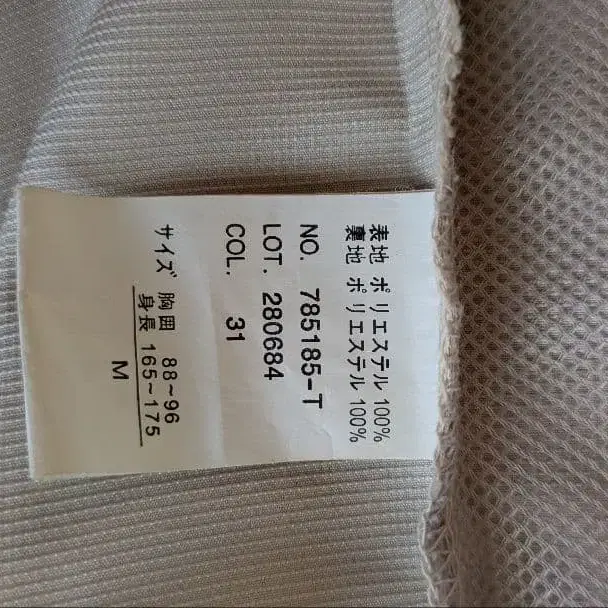 表地 ポリエステル 100%
裏地 ポリエステル 100%
NO. 785185-T
LOT. 280684
COL. 31
サイズ 胸囲 88~96
身長 165~175
M